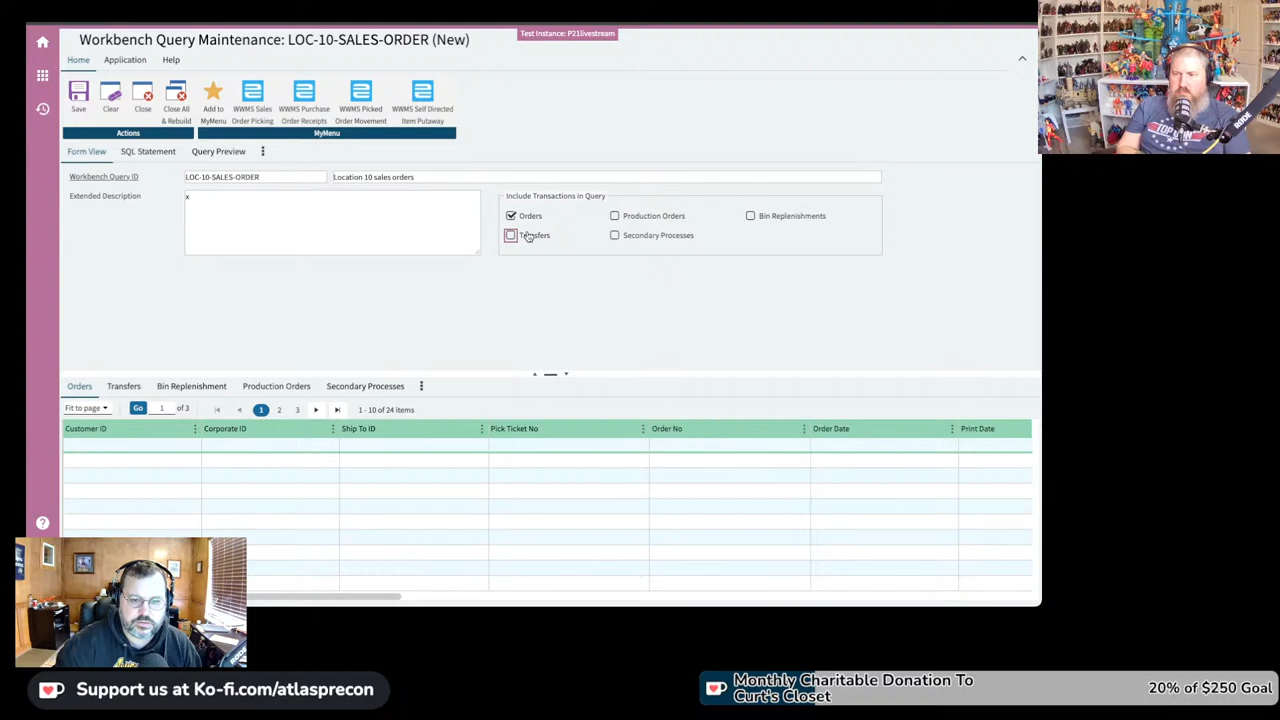 Workbench Query Maintenance: LOC-10-SALES-ORDER (New)
Test Instance: P21livestream
Home Application Help
Save Clear Close Close All & Rebuild
Add to MyMenu
WWMS Sales Order Picking
WWMS Purchase Order Receipts
WWMS Picked Order Movement
WWMS Self Directed Item Putaway
Actions MyMenu
Form View SQL Statement Query Preview
Workbench Query ID LOC-10-SALES-ORDER Location 10 sales orders
Extended Description x
Include Transactions in Query
Orders Production Orders Bin Replenishments
Transfers Secondary Processes
Orders Transfers Bin Replenishment Production Orders Secondary Processes
Fit to page Go 1 of 3 1 2 3 1 - 10 of 24 items
Customer ID Corporate ID Ship To ID Pick Ticket No Order No Order Date Print Date
TOP GUN
RODE
Support us at Ko-fi.com/atlasprecon
Monthly Charitable Donation To
Curt's Closet
20% of $250 Goal